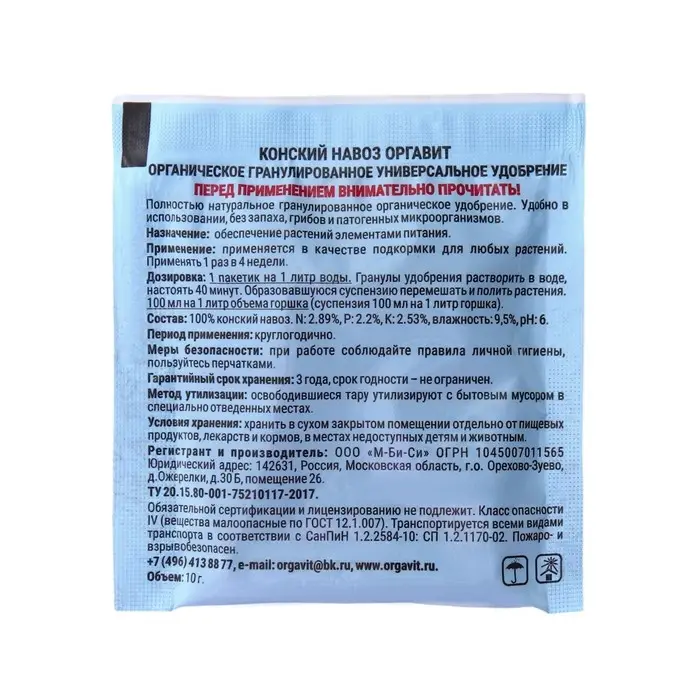 КОНСКИЙ НАВОЗ ОРГАВИТ
ОРГАНИЧЕСКОЕ ГРАНУЛИРОВАННОЕ УНИВЕРСАЛЬНОЕ УДОБРЕНИЕ
ПЕРЕД ПРИМЕНЕНИЕМ ВНИМАТЕЛЬНО ПРОЧИТАТЬ!
Полностью натуральное гранулированное органическое удобрение. Удобно в
использовании, без запаха, грибов и патогенных микроорганизмов.
Назначение: обеспечение растений элементами питания.
Применение: применяется в качестве подкормки для любых растений.
Применять 1 раз в 4 недели.
Дозировка: 1 пакетик на 1 литр воды. Гранулы удобрения растворить в воде,
настоять 40 минут. Образовавшуюся суспензию перемешать и полить растения.
100 мл на 1 литр объема горшка (суспензия 100 мл на 1 литр горшка).
Состав: 100% конский навоз. N: 2.89%, P: 2.2%, K: 2.53%, влажность: 9,5%, pH: 6.
Период применения: круглогодично.
Меры безопасности: при работе соблюдайте правила личной гигиены,
пользуйтесь перчатками.
Гарантийный срок хранения: 3 года, срок годности – не ограничен.
Метод утилизации: освободившиеся тару утилизируют с бытовым мусором в
специально отведенных местах.
Условия хранения: хранить в сухом закрытом помещении отдельно от пищевых
продуктов, лекарств и кормов, в местах недоступных детям и животным.
Регистрант и производитель: ООО «М-Би-Си» ОГРН 1045007011565
Юридический адрес: 142631, Россия, Московская область, г.о. Орехово-Зуево,
д.Ожерелки, д.30 Б, помещение 26.
ТУ 20.15.80-001-75210117-2017.
Обязательной сертификации и лицензированию не подлежит. Класс опасности
IV (вещества малоопасные по ГОСТ 12.1.007). Транспортируется всеми видами
транспорта в соответствии с СанПиН 1.2.2584-10: СП 1.2.1170-02. Пожаро- и
взрывобезопасен.
+7 (496) 413 88 77, e-mail: orgavit@bk.ru, www.orgavit.ru.
Объем: 10 г.